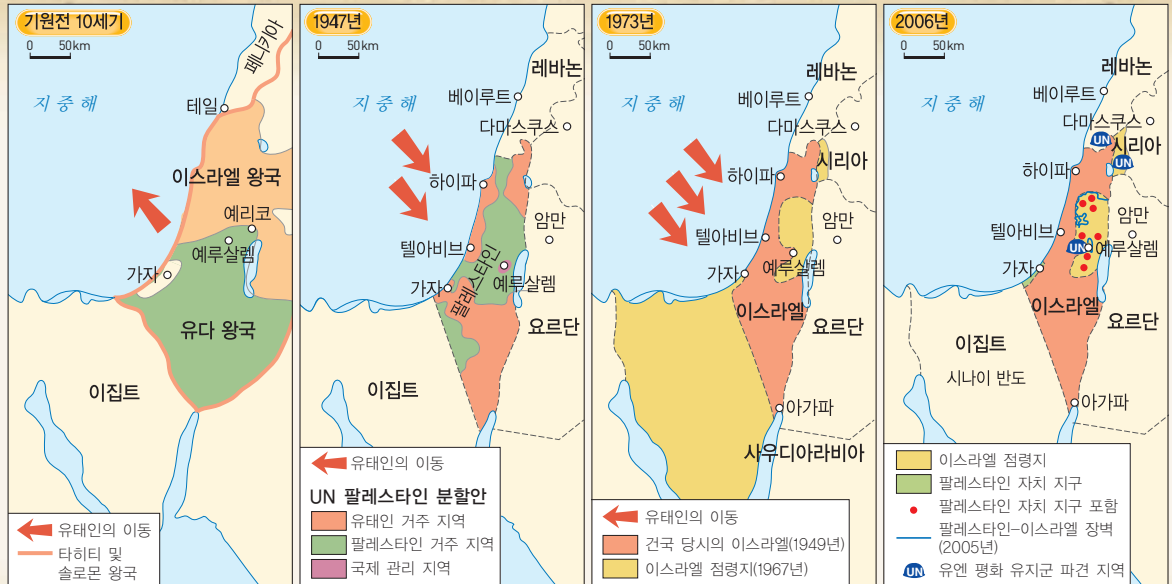 기원전 10세기
0 50km
페니키아
지중해
테일
이스라엘 왕국
예리코
예루살렘
가자
유다 왕국
이집트
유태인의 이동
타히티 및
솔로몬 왕국
1947년
0 50km
레바논
지중해
베이루트
다마스쿠스
하이파
암만
텔아비브
팔레스타인
예루살렘
가자
요르단
이집트
유태인의 이동
UN 팔레스타인 분할안
유태인 거주 지역
팔레스타인 거주 지역
국제 관리 지역
1973년
0 50km
레바논
지중해
베이루트
다마스쿠스
시리아
하이파
암만
텔아비브
예루살렘
가자
이스라엘
요르단
아가파
사우디아라비아
유태인의 이동
건국 당시의 이스라엘(1949년)
이스라엘 점령지(1967년)
2006년
0 50km
레바논
지중해
베이루트
다마스쿠스
UN
시리아
UN
하이파
암만
텔아비브
UN
예루살렘
가자
이스라엘
요르단
이집트
시나이 반도
아가파
이스라엘 점령지
팔레스타인 자치 지구
팔레스타인 자치 지구 포함
팔레스타인-이스라엘 장벽
(2005년)
UN 유엔 평화 유지군 파견 지역